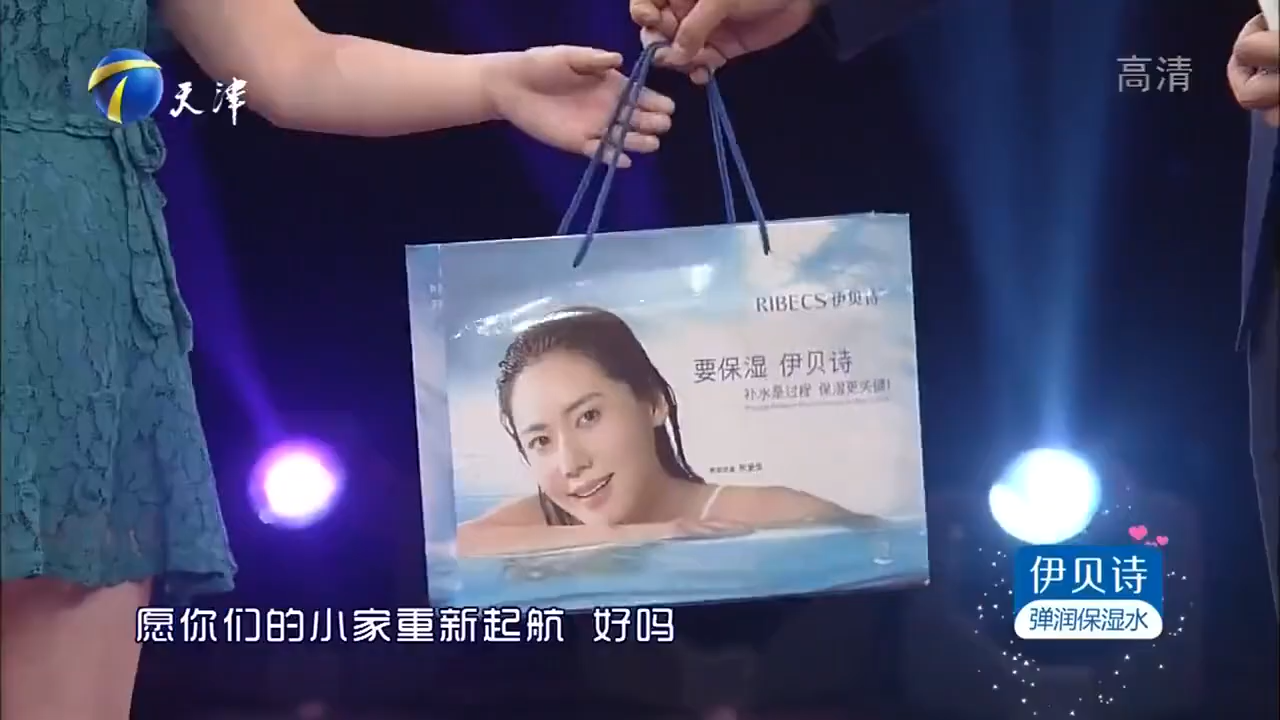 天津
高清
RIBECS 伊贝诗
要保湿 伊贝诗
补水是过程 保湿更关键!
伊贝诗
弹润保湿水
愿你们的小家重新起航 好吗